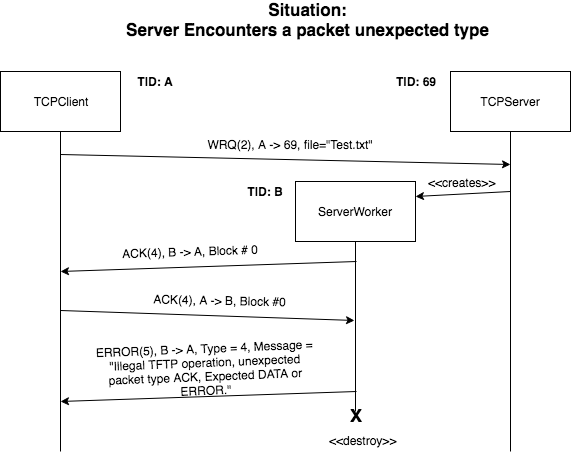 Situation:
Server Encounters a packet unexpected type
TID: A
TID: 69
TCPClient
TCPServer
WRQ(2), A -> 69, file="Test.txt"
<<creates>>
TID: B
ServerWorker
ACK(4), B -> A, Block # 0
ACK(4), A -> B, Block #0
ERROR(5), B -> A, Type = 4, Message =
"Illegal TFTP operation, unexpected
packet type ACK, Expected DATA or
ERROR."
X
<<destroy>>